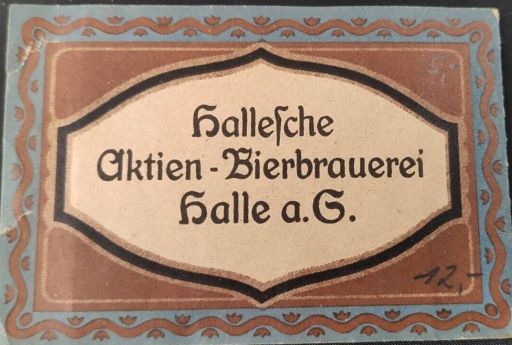 Halleſche
Aktien-Bierbrauerei
Halle a.S.
12,-